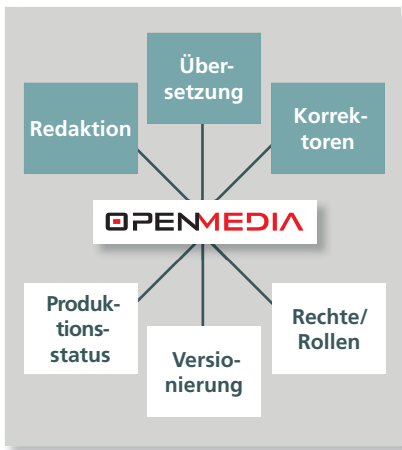 Über-
setzung
Redaktion
Korrek-
toren
OPENMEDIA
Produk-
tions-
status
Versio-
nierung
Rechte/
Rollen